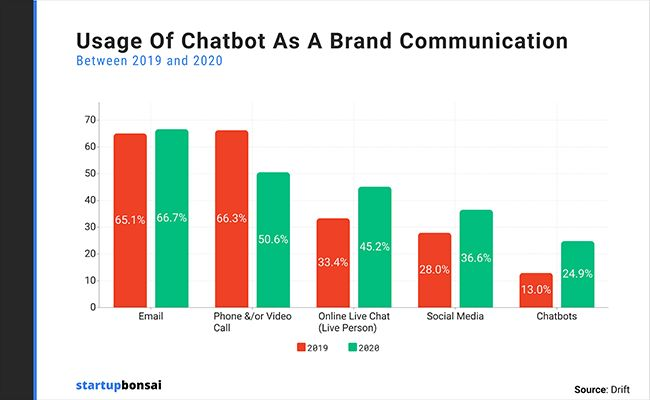 Usage Of Chatbot As A Brand Communication
Between 2019 and 2020
70
60
50
40
30
20
10
0
65.1%
66.7%
66.3%
50.6%
33.4%
45.2%
28.0%
36.6%
13.0%
24.9%
Email
Phone &/or Video
Call
Online Live Chat
(Live Person)
Social Media
Chatbots
2019
2020
startupbonsai
Source: Drift